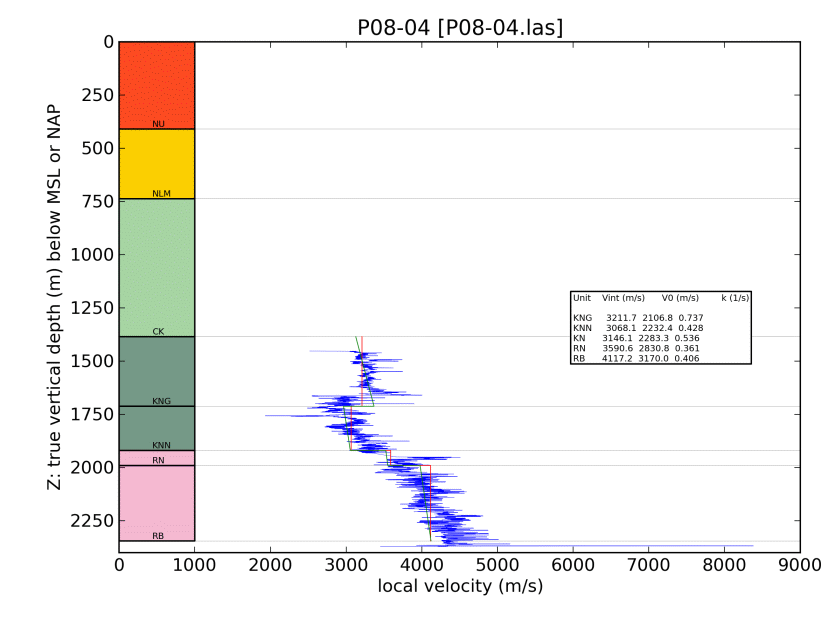 P08-04 [P08-04.las]
0
250
500
750
1000
1250
1500
1750
2000
2250
Z: true vertical depth (m) below MSL or NAP
NU
NLM
CK
KNG
KNN
RN
RB
Unit Vint (m/s) V0 (m/s) k (1/s)
KNG 3211.7 2106.8 0.737
KNN 3068.1 2232.4 0.428
KN 3146.1 2283.3 0.536
RN 3590.6 2830.8 0.361
RB 4117.2 3170.0 0.406
0 1000 2000 3000 4000 5000 6000 7000 8000 9000
local velocity (m/s)